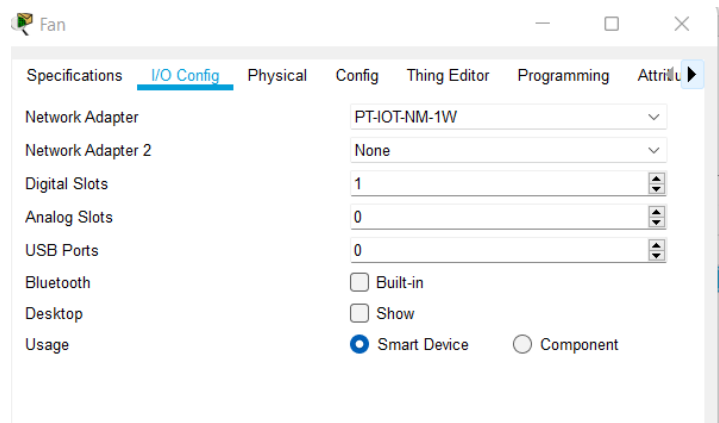 Fan
Specifications I/O Config Physical Config Thing Editor Programming
Network Adapter PT-IOT-NM-1W
Network Adapter 2 None
Digital Slots 1
Analog Slots 0
USB Ports 0
Bluetooth Built-in
Desktop Show
Usage Smart Device Component